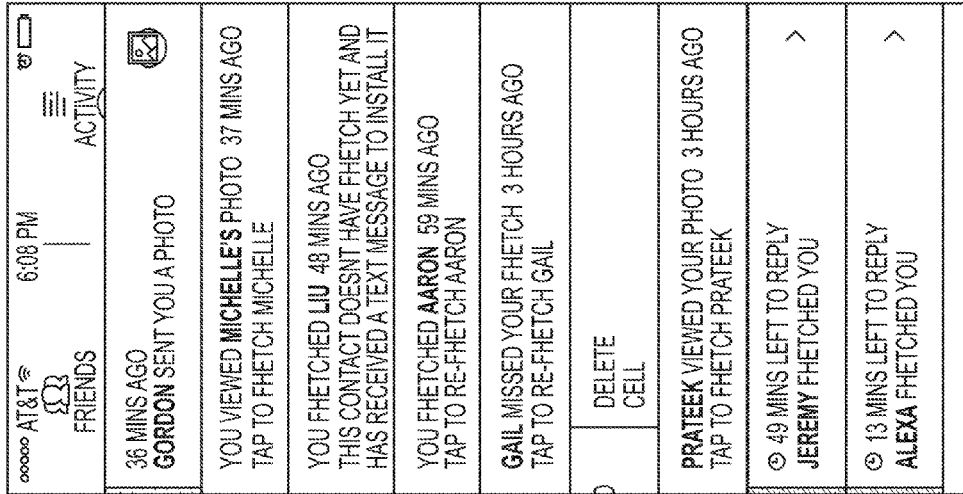 ooooo AT&T 6:08 PM
FRIENDS ACTIVITY
36 MINS AGO
GORDON SENT YOU A PHOTO
YOU VIEWED MICHELLE'S PHOTO 37 MINS AGO
TAP TO FHETCH MICHELLE
YOU FHETCHED LIU 48 MINS AGO
THIS CONTACT DOESNT HAVE FHETCH YET AND
HAS RECEIVED A TEXT MESSAGE TO INSTALL IT
YOU FHETCHED AARON 59 MINS AGO
TAP TO RE-FHETCH AARON
GAIL MISSED YOUR FHETCH 3 HOURS AGO
TAP TO RE-FHETCH GAIL
DELETE
CELL
PRATEEK VIEWED YOUR PHOTO 3 HOURS AGO
TAP TO FHETCH PRATEEK
49 MINS LEFT TO REPLY
JEREMY FHETCHED YOU >
13 MINS LEFT TO REPLY
ALEXA FHETCHED YOU >